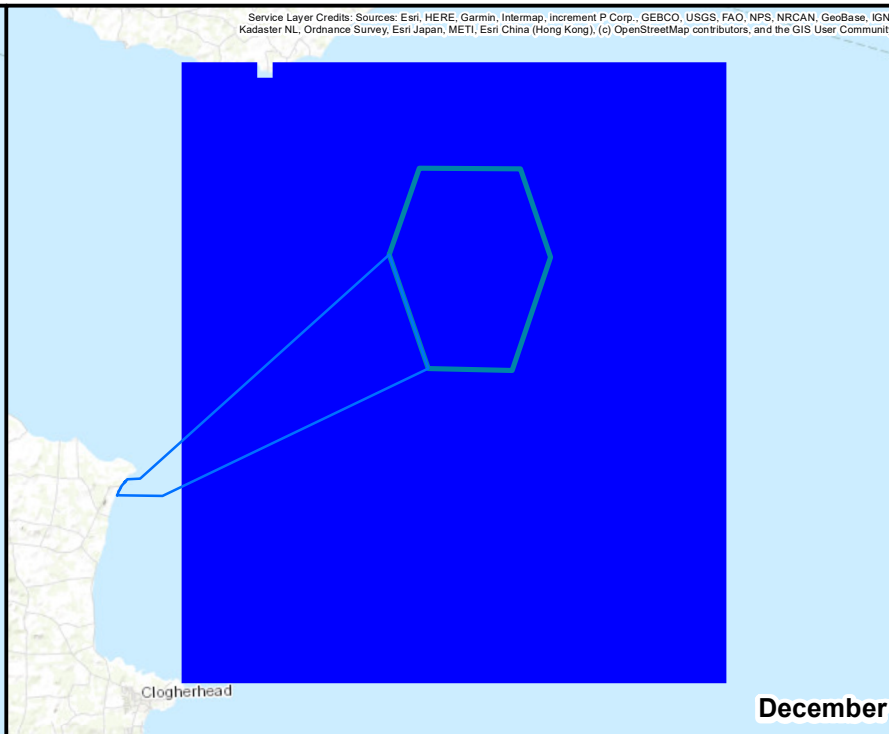 Service Layer Credits: Sources: Esri, HERE, Garmin, Intermap, increment P Corp., GEBCO, USGS, FAO, NPS, NRCAN, GeoBase, IGN
Kadaster NL, Ordnance Survey, Esri Japan, METI, Esri China (Hong Kong), (c) OpenStreetMap contributors, and the GIS User Community
Clogherhead
December